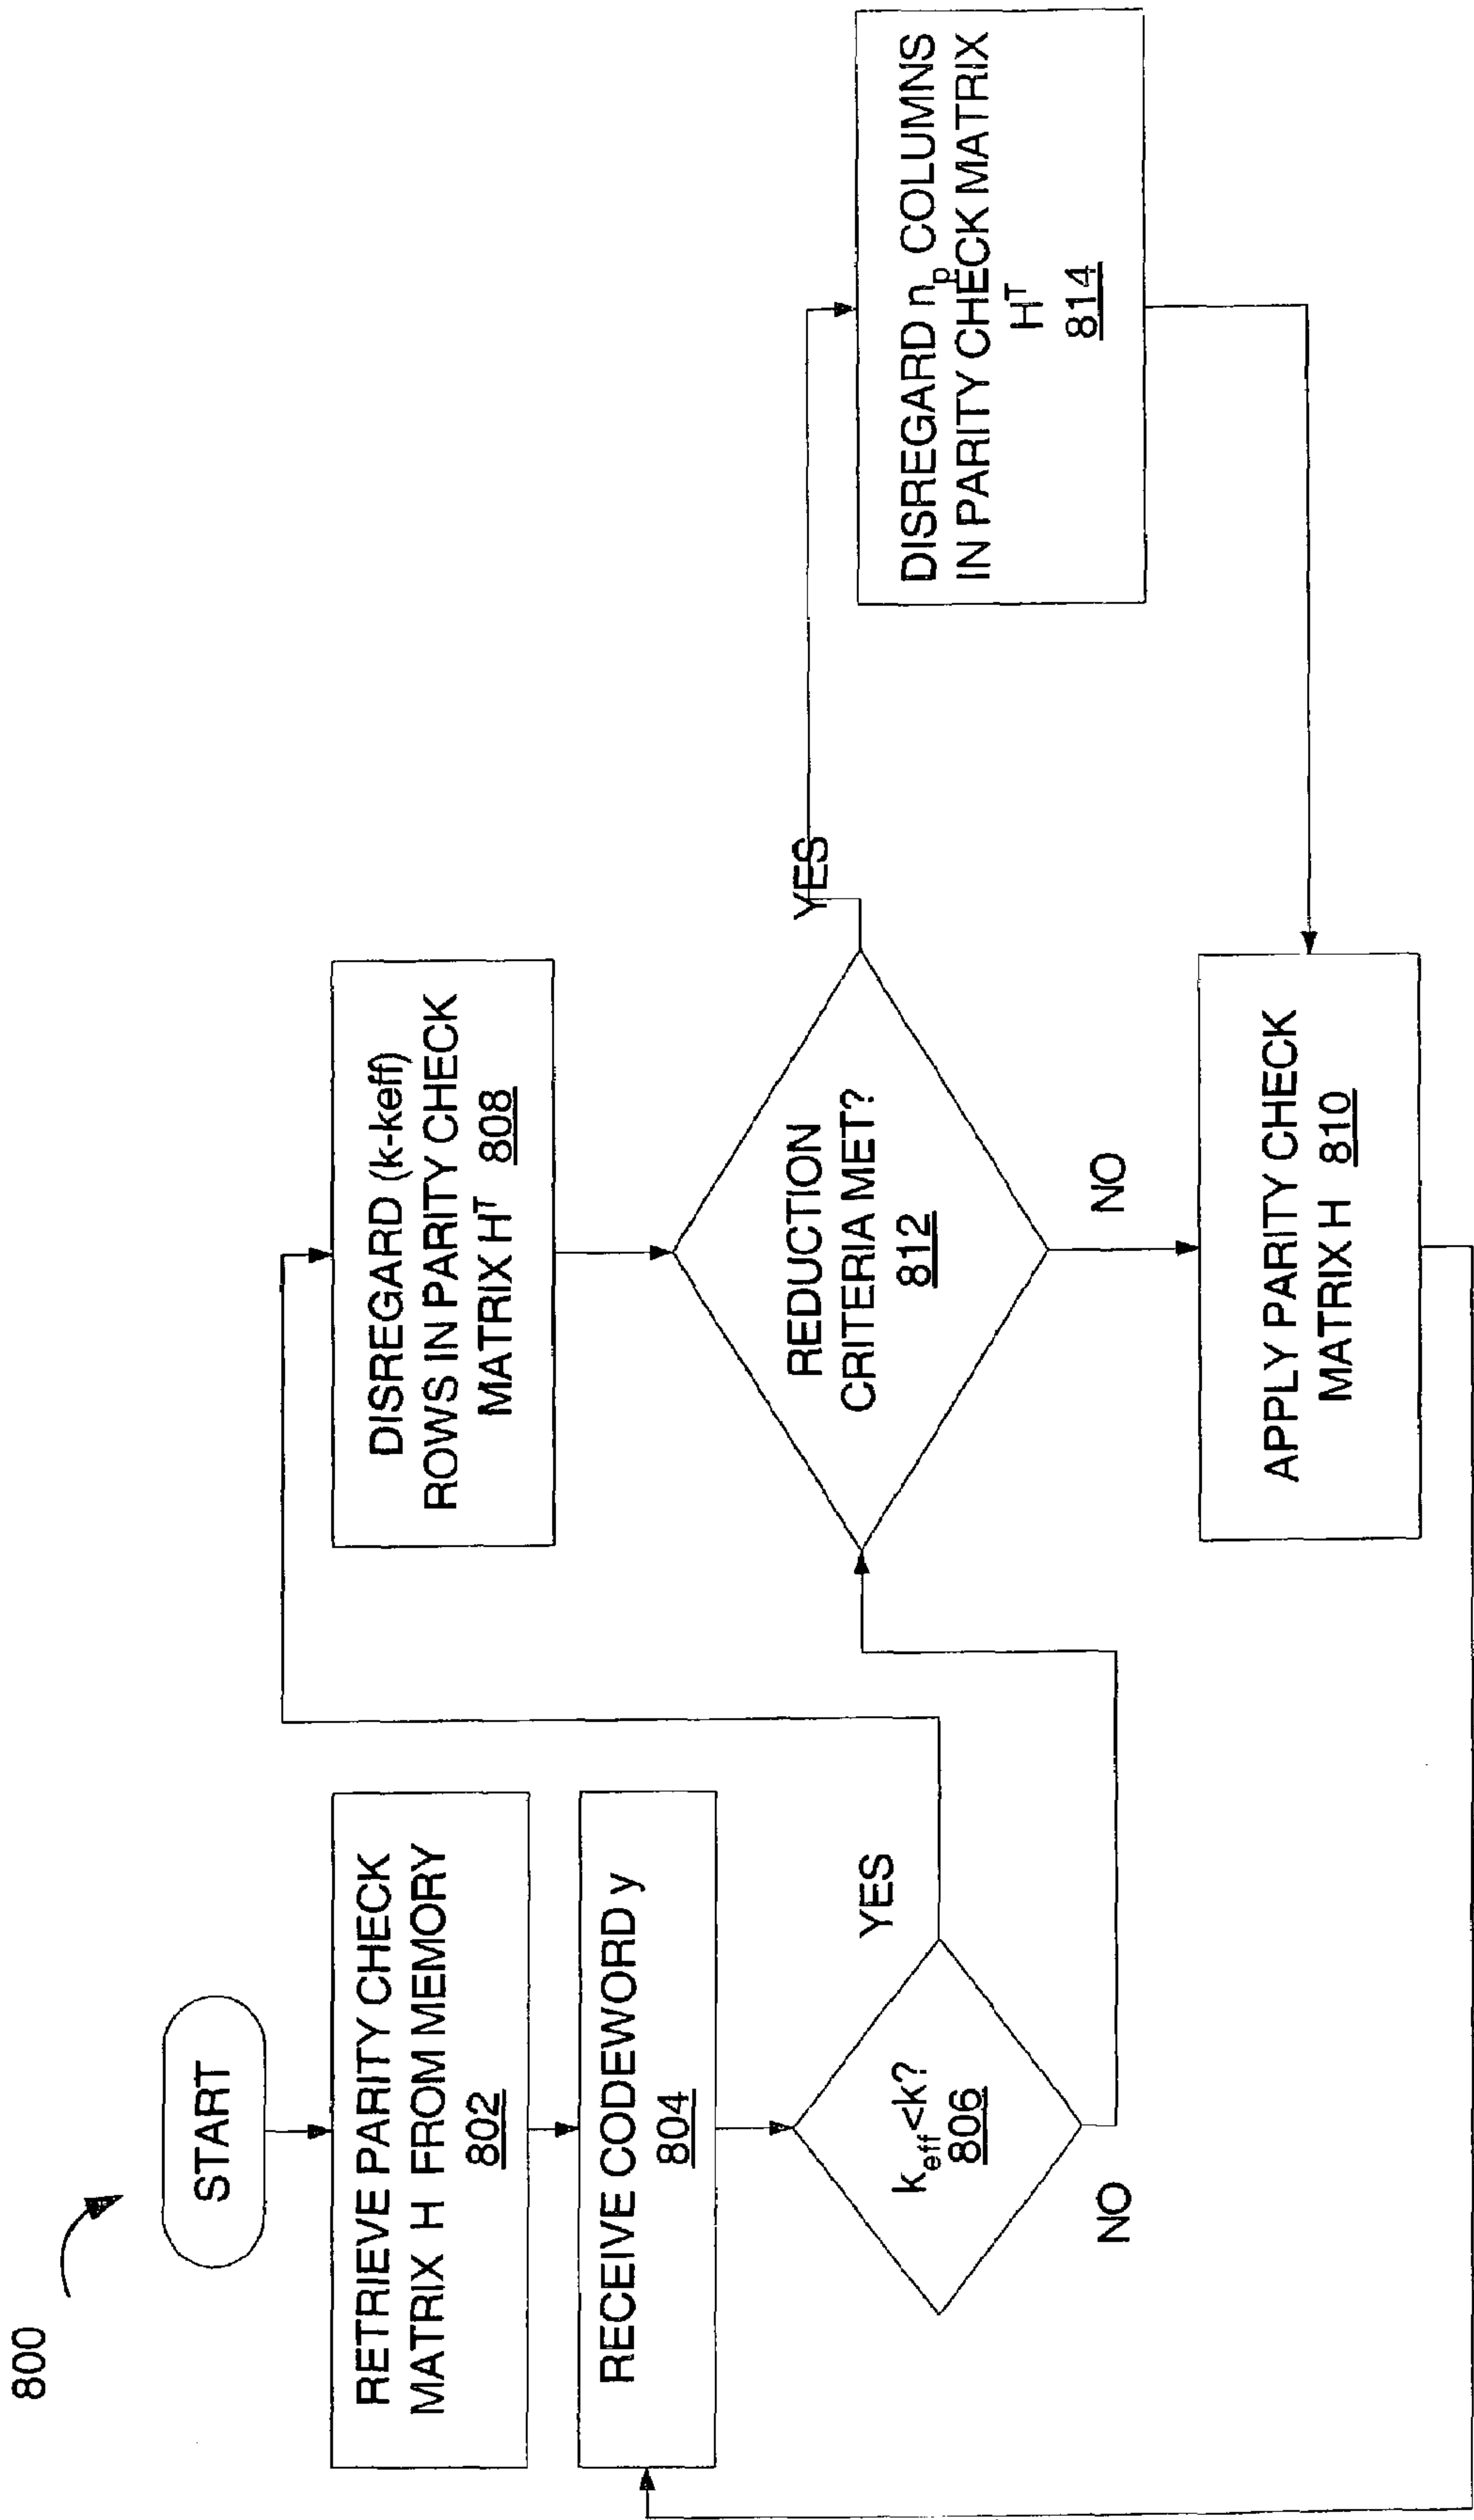 800
START
RETRIEVE PARITY CHECK
MATRIX H FROM MEMORY
802
RECEIVE CODEWORD y
804
k_eff<k?
806
YES
NO
DISREGARD (k-keff)
ROWS IN PARITY CHECK
MATRIX Hᵀ 808
REDUCTION
CRITERIA MET?
812
YES
NO
APPLY PARITY CHECK
MATRIX H 810
DISREGARD n_p COLUMNS
IN PARITY CHECK MATRIX
Hᵀ
814